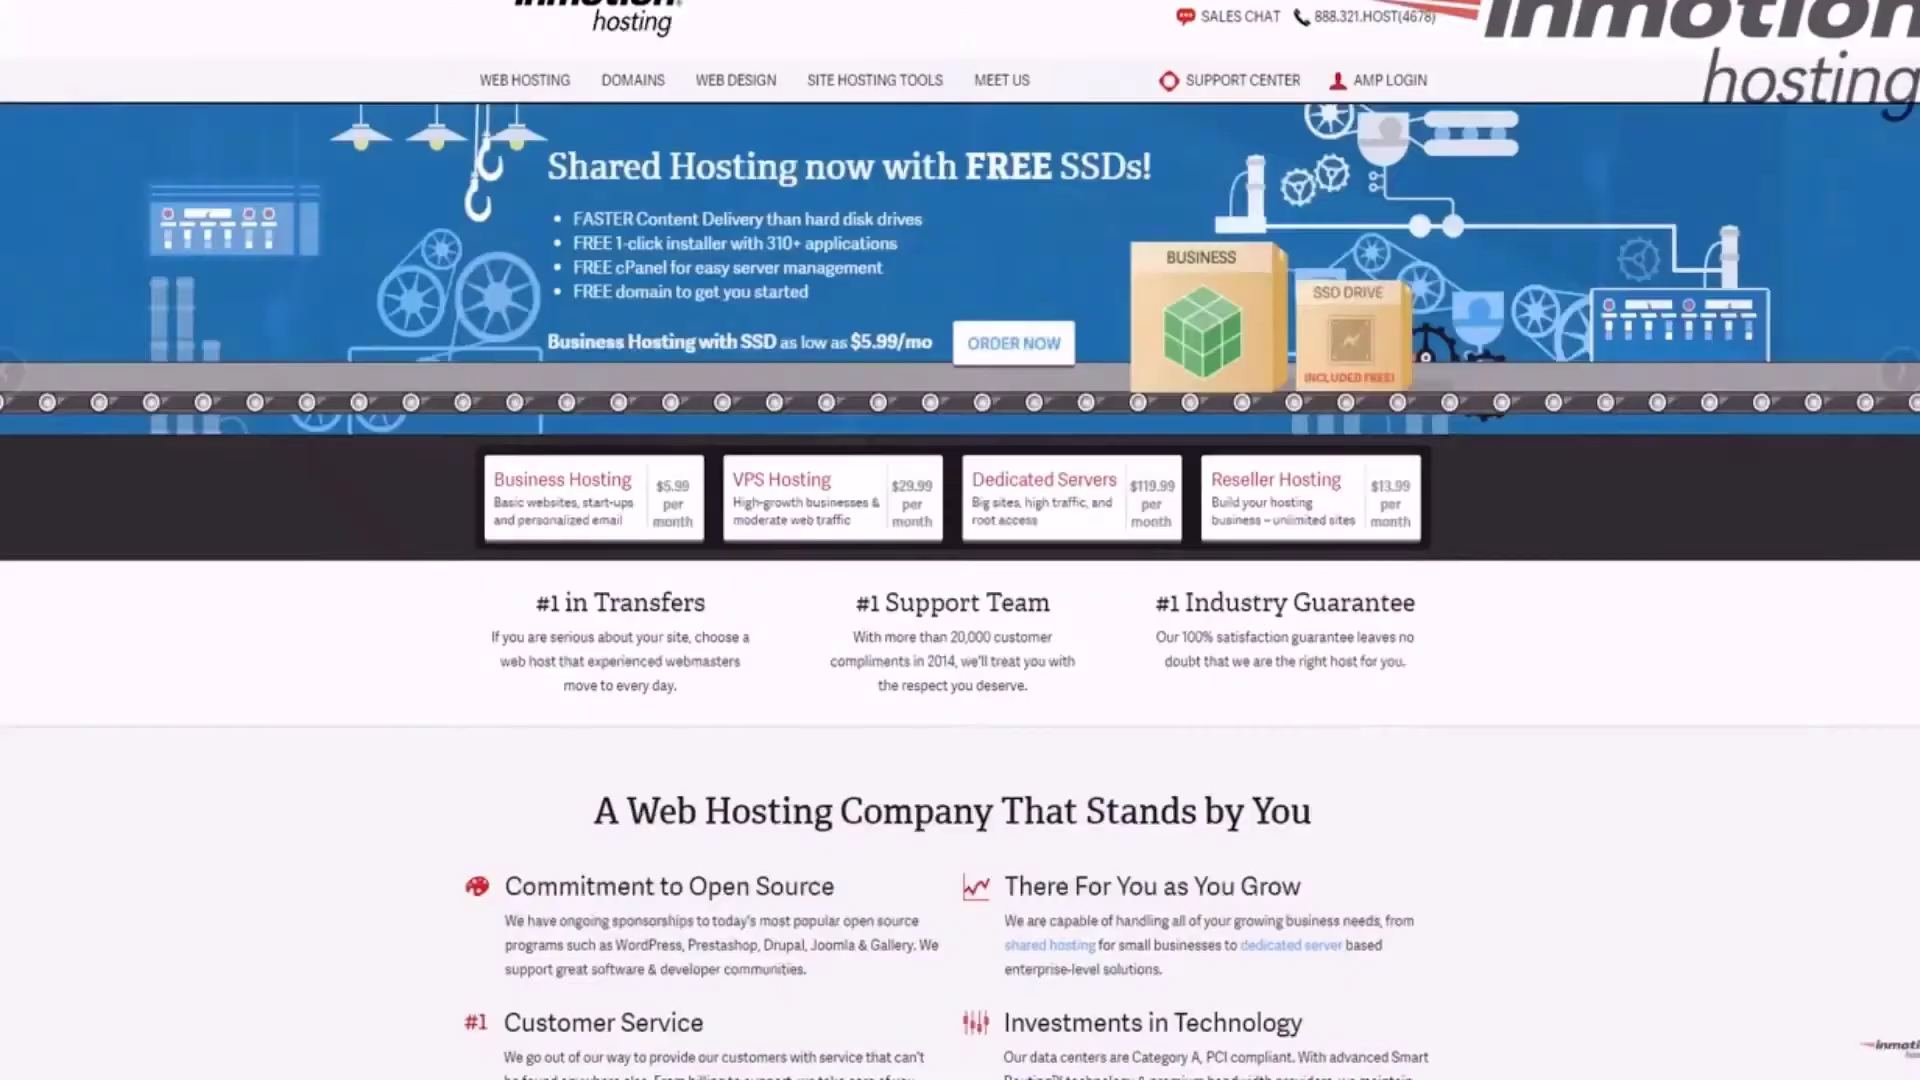 inmotion
hosting
SALES CHAT 888.321.HOST(4678)
inmotion
hosting
WEB HOSTING DOMAINS WEB DESIGN SITE HOSTING TOOLS MEET US SUPPORT CENTER AMP LOGIN
Shared Hosting now with FREE SSDs!
• FASTER Content Delivery than hard disk drives
• FREE 1-click installer with 310+ applications
• FREE cPanel for easy server management
• FREE domain to get you started
Business Hosting with SSD as low as $5.99/mo
ORDER NOW
BUSINESS
SSD DRIVE
INCLUDED FREE!
Business Hosting
Basic websites, start-ups
and personalized email
$5.99
per
month
VPS Hosting
High-growth businesses &
moderate web traffic
$29.99
per
month
Dedicated Servers
Big sites, high traffic, and
root access
$119.99
per
month
Reseller Hosting
Build your hosting
business – unlimited sites
$13.99
per
month
#1 in Transfers
If you are serious about your site, choose a
web host that experienced webmasters
move to every day.
#1 Support Team
With more than 20,000 customer
compliments in 2014, we'll treat you with
the respect you deserve.
#1 Industry Guarantee
Our 100% satisfaction guarantee leaves no
doubt that we are the right host for you.
A Web Hosting Company That Stands by You
Commitment to Open Source
We have ongoing sponsorships to today's most popular open source
programs such as WordPress, Prestashop, Drupal, Joomla & Gallery. We
support great software & developer communities.
There For You as You Grow
We are capable of handling all of your growing business needs, from
shared hosting for small businesses to dedicated server based
enterprise-level solutions.
#1 Customer Service
We go out of our way to provide our customers with service that can't
Investments in Technology
Our data centers are Category A, PCI compliant. With advanced Smart